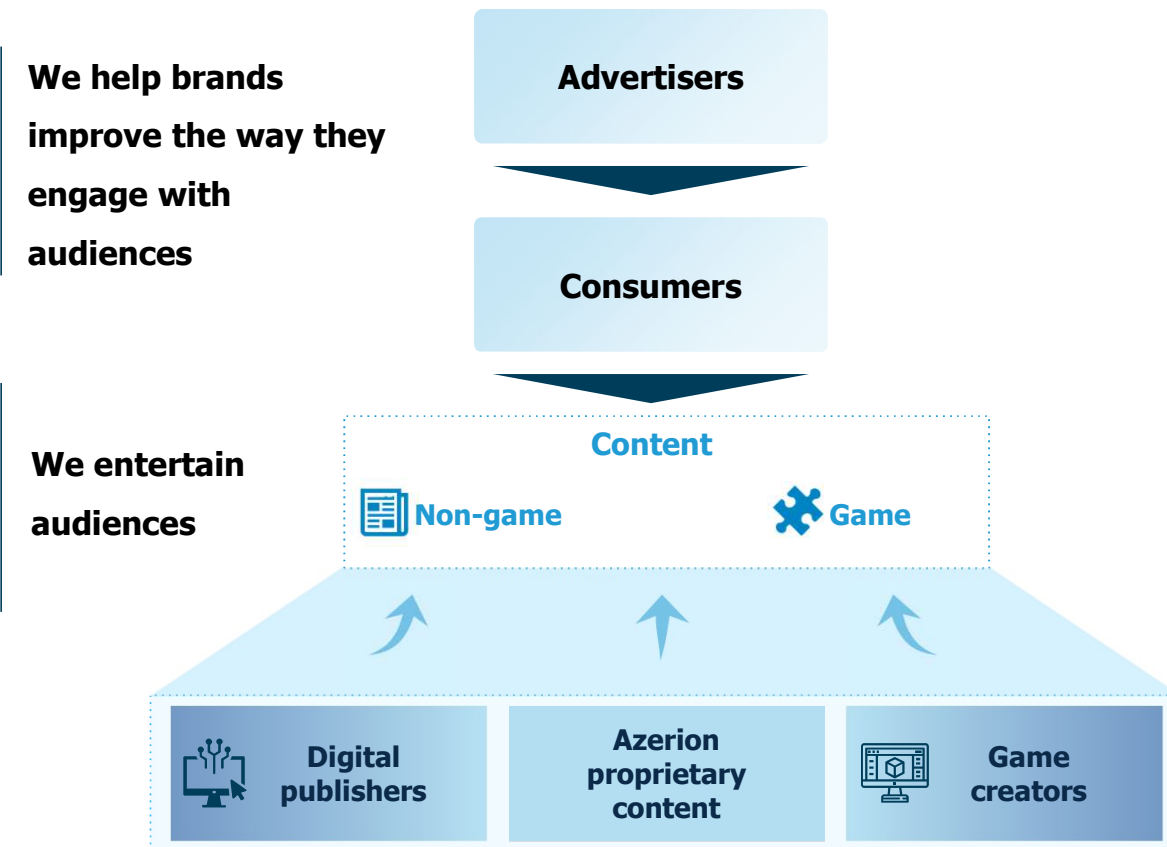 We help brands
improve the way they
engage with
audiences
Advertisers
Consumers
We entertain
audiences
Content
Non-game
Game
Digital
publishers
Azerion
proprietary
content
Game
creators